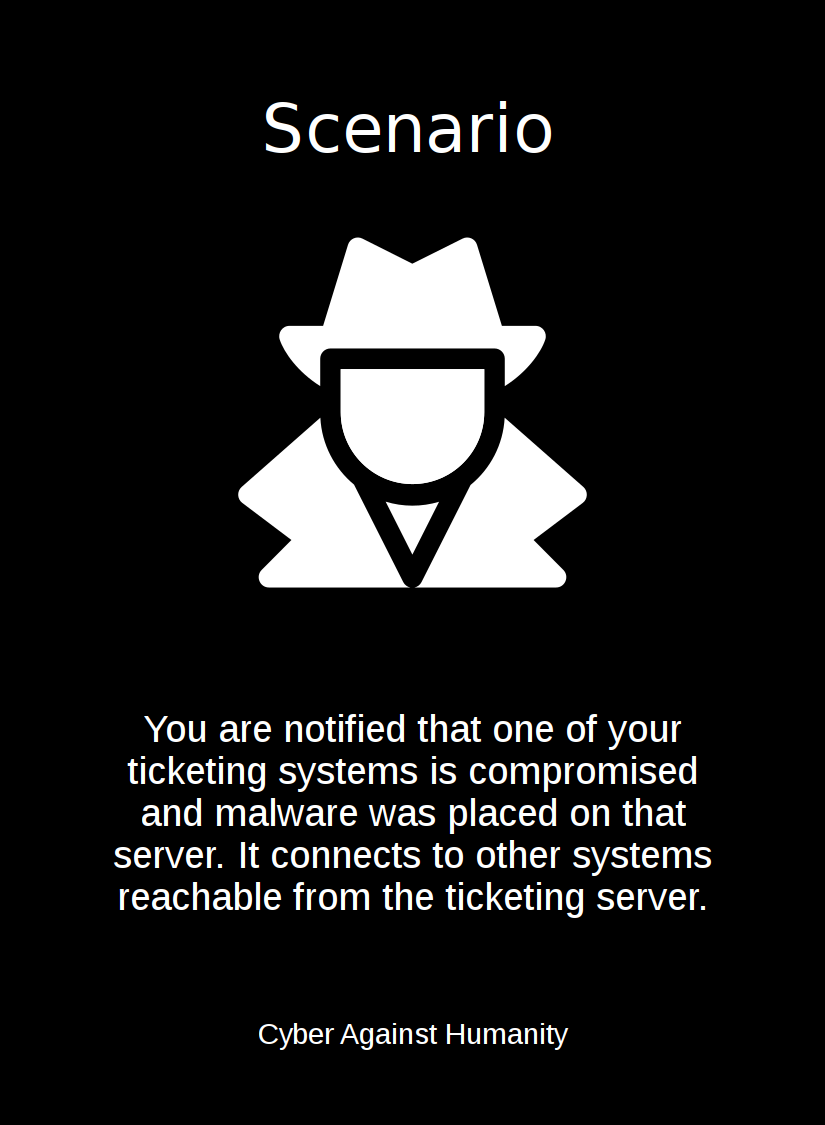 Scenario
You are notified that one of your
ticketing systems is compromised
and malware was placed on that
server. It connects to other systems
reachable from the ticketing server.
Cyber Against Humanity